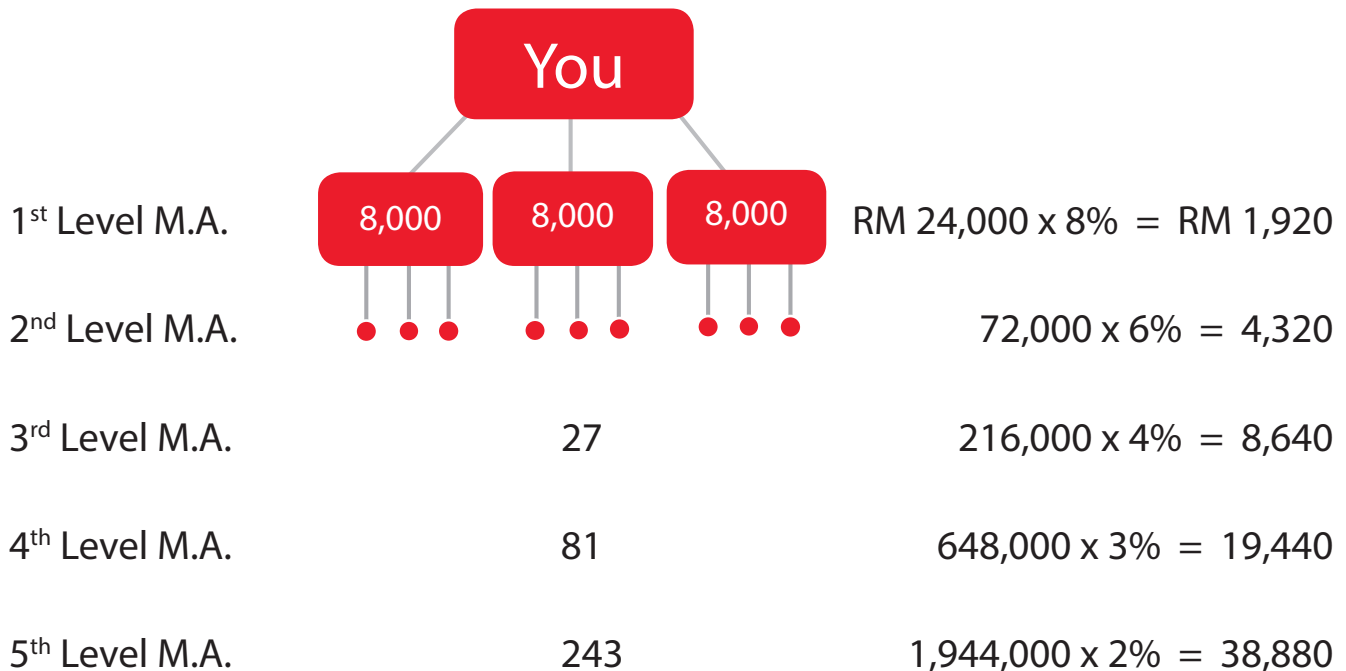 You
1st Level M.A. 8,000 8,000 8,000 RM 24,000 x 8% = RM 1,920
2nd Level M.A. 72,000 x 6% = 4,320
3rd Level M.A. 27 216,000 x 4% = 8,640
4th Level M.A. 81 648,000 x 3% = 19,440
5th Level M.A. 243 1,944,000 x 2% = 38,880